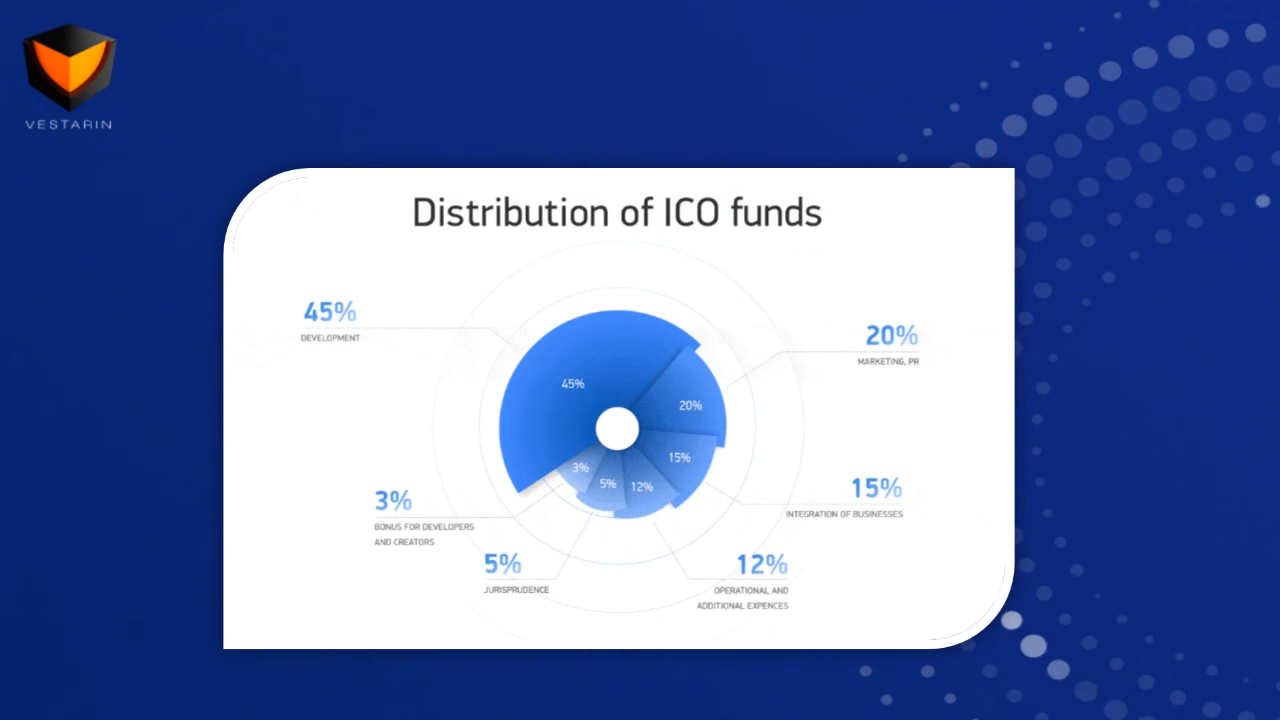 VESTARIN
Distribution of ICO funds
45%
DEVELOPMENT
20%
MARKETING, PR
45%
20%
15%
3%
5%
12%
15%
INTEGRATION OF BUSINESSES
3%
BONUS FOR DEVELOPERS
AND CREATORS
5%
JURISPRUDENCE
12%
OPERATIONAL AND
ADDITIONAL EXPENCES